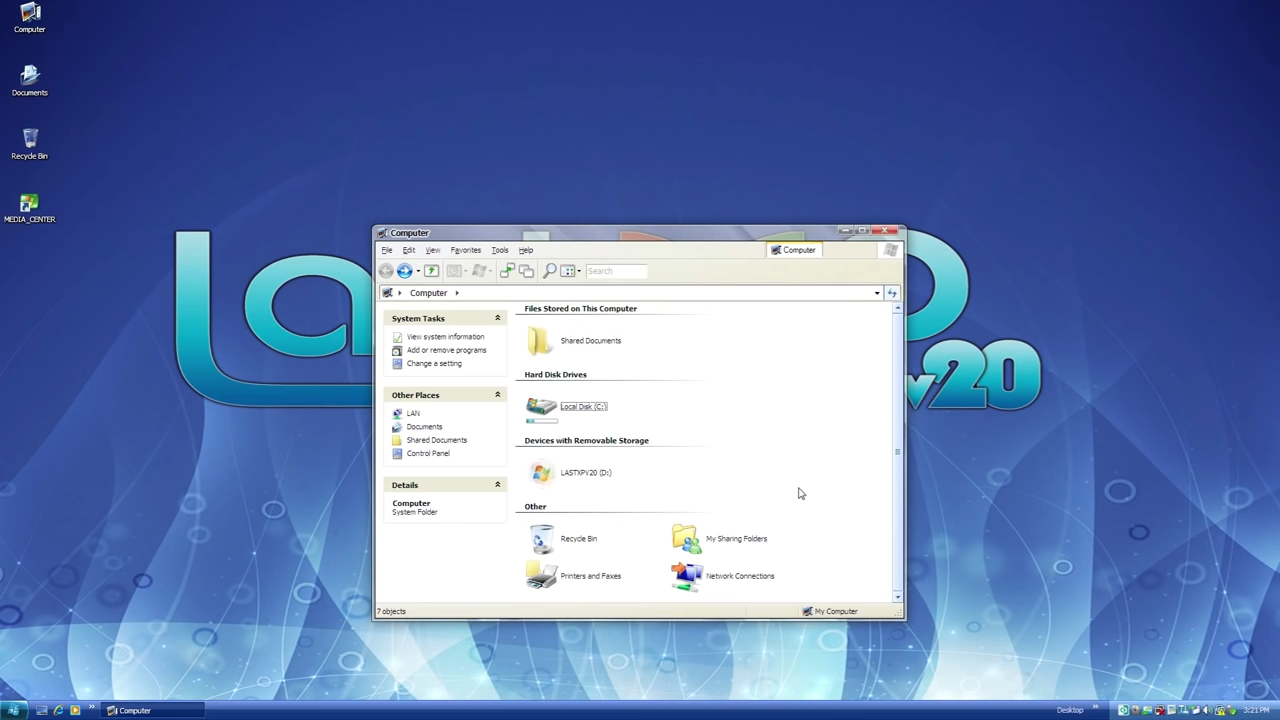 Computer
Documents
Recycle Bin
MEDIA_CENTER
Computer
File Edit View Favorites Tools Help
Computer
Search
Computer
System Tasks
View system information
Add or remove programs
Change a setting
Other Places
LAN
Documents
Shared Documents
Control Panel
Details
Computer
System Folder
Files Stored on This Computer
Shared Documents
Hard Disk Drives
Local Disk (C:)
Devices with Removable Storage
LASTXPV20 (D:)
Other
Recycle Bin
My Sharing Folders
Printers and Faxes
Network Connections
7 objects
My Computer
v20
Computer
Desktop
3:21 PM